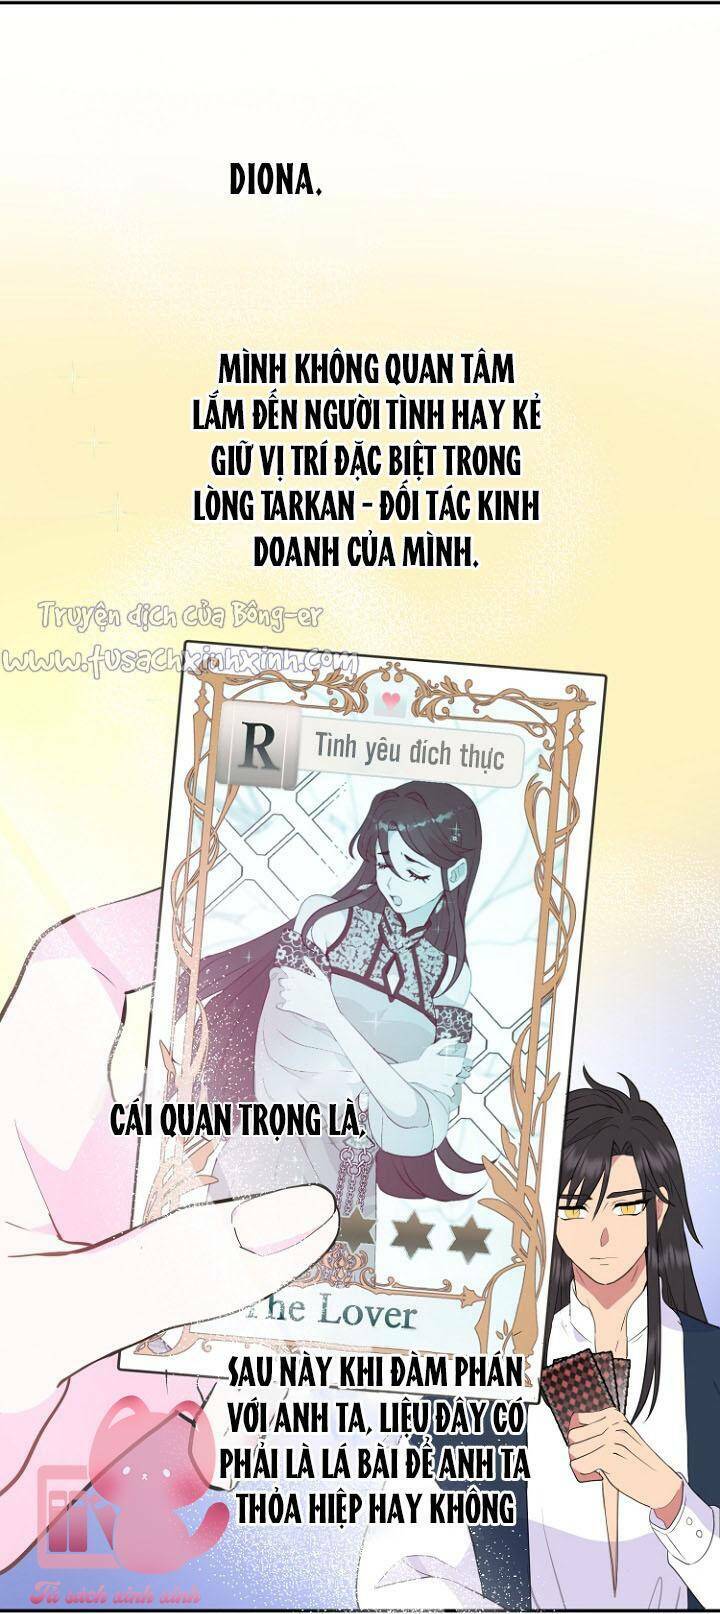 DIONA.
MÌNH KHÔNG QUAN TÂM
LẮM ĐẾN NGƯỜI TÌNH HAY KẺ
GIỮ VỊ TRÍ ĐẶC BIỆT TRONG
LÒNG TARKAN - ĐỐI TÁC KINH
DOANH CỦA MÌNH.
Truyện dịch của Bông-er
www.tusachxinhxinh.com
R Tình yêu đích thực
CÁI QUAN TRỌNG LÀ,
The Lover
SAU NÀY KHI ĐÀM PHÁN
VỚI ANH TA, LIỆU ĐÂY CÓ
PHẢI LÀ LÁ BÀI ĐỂ ANH TA
THỎA HIỆP HAY KHÔNG
Tủ sách xinh xinh